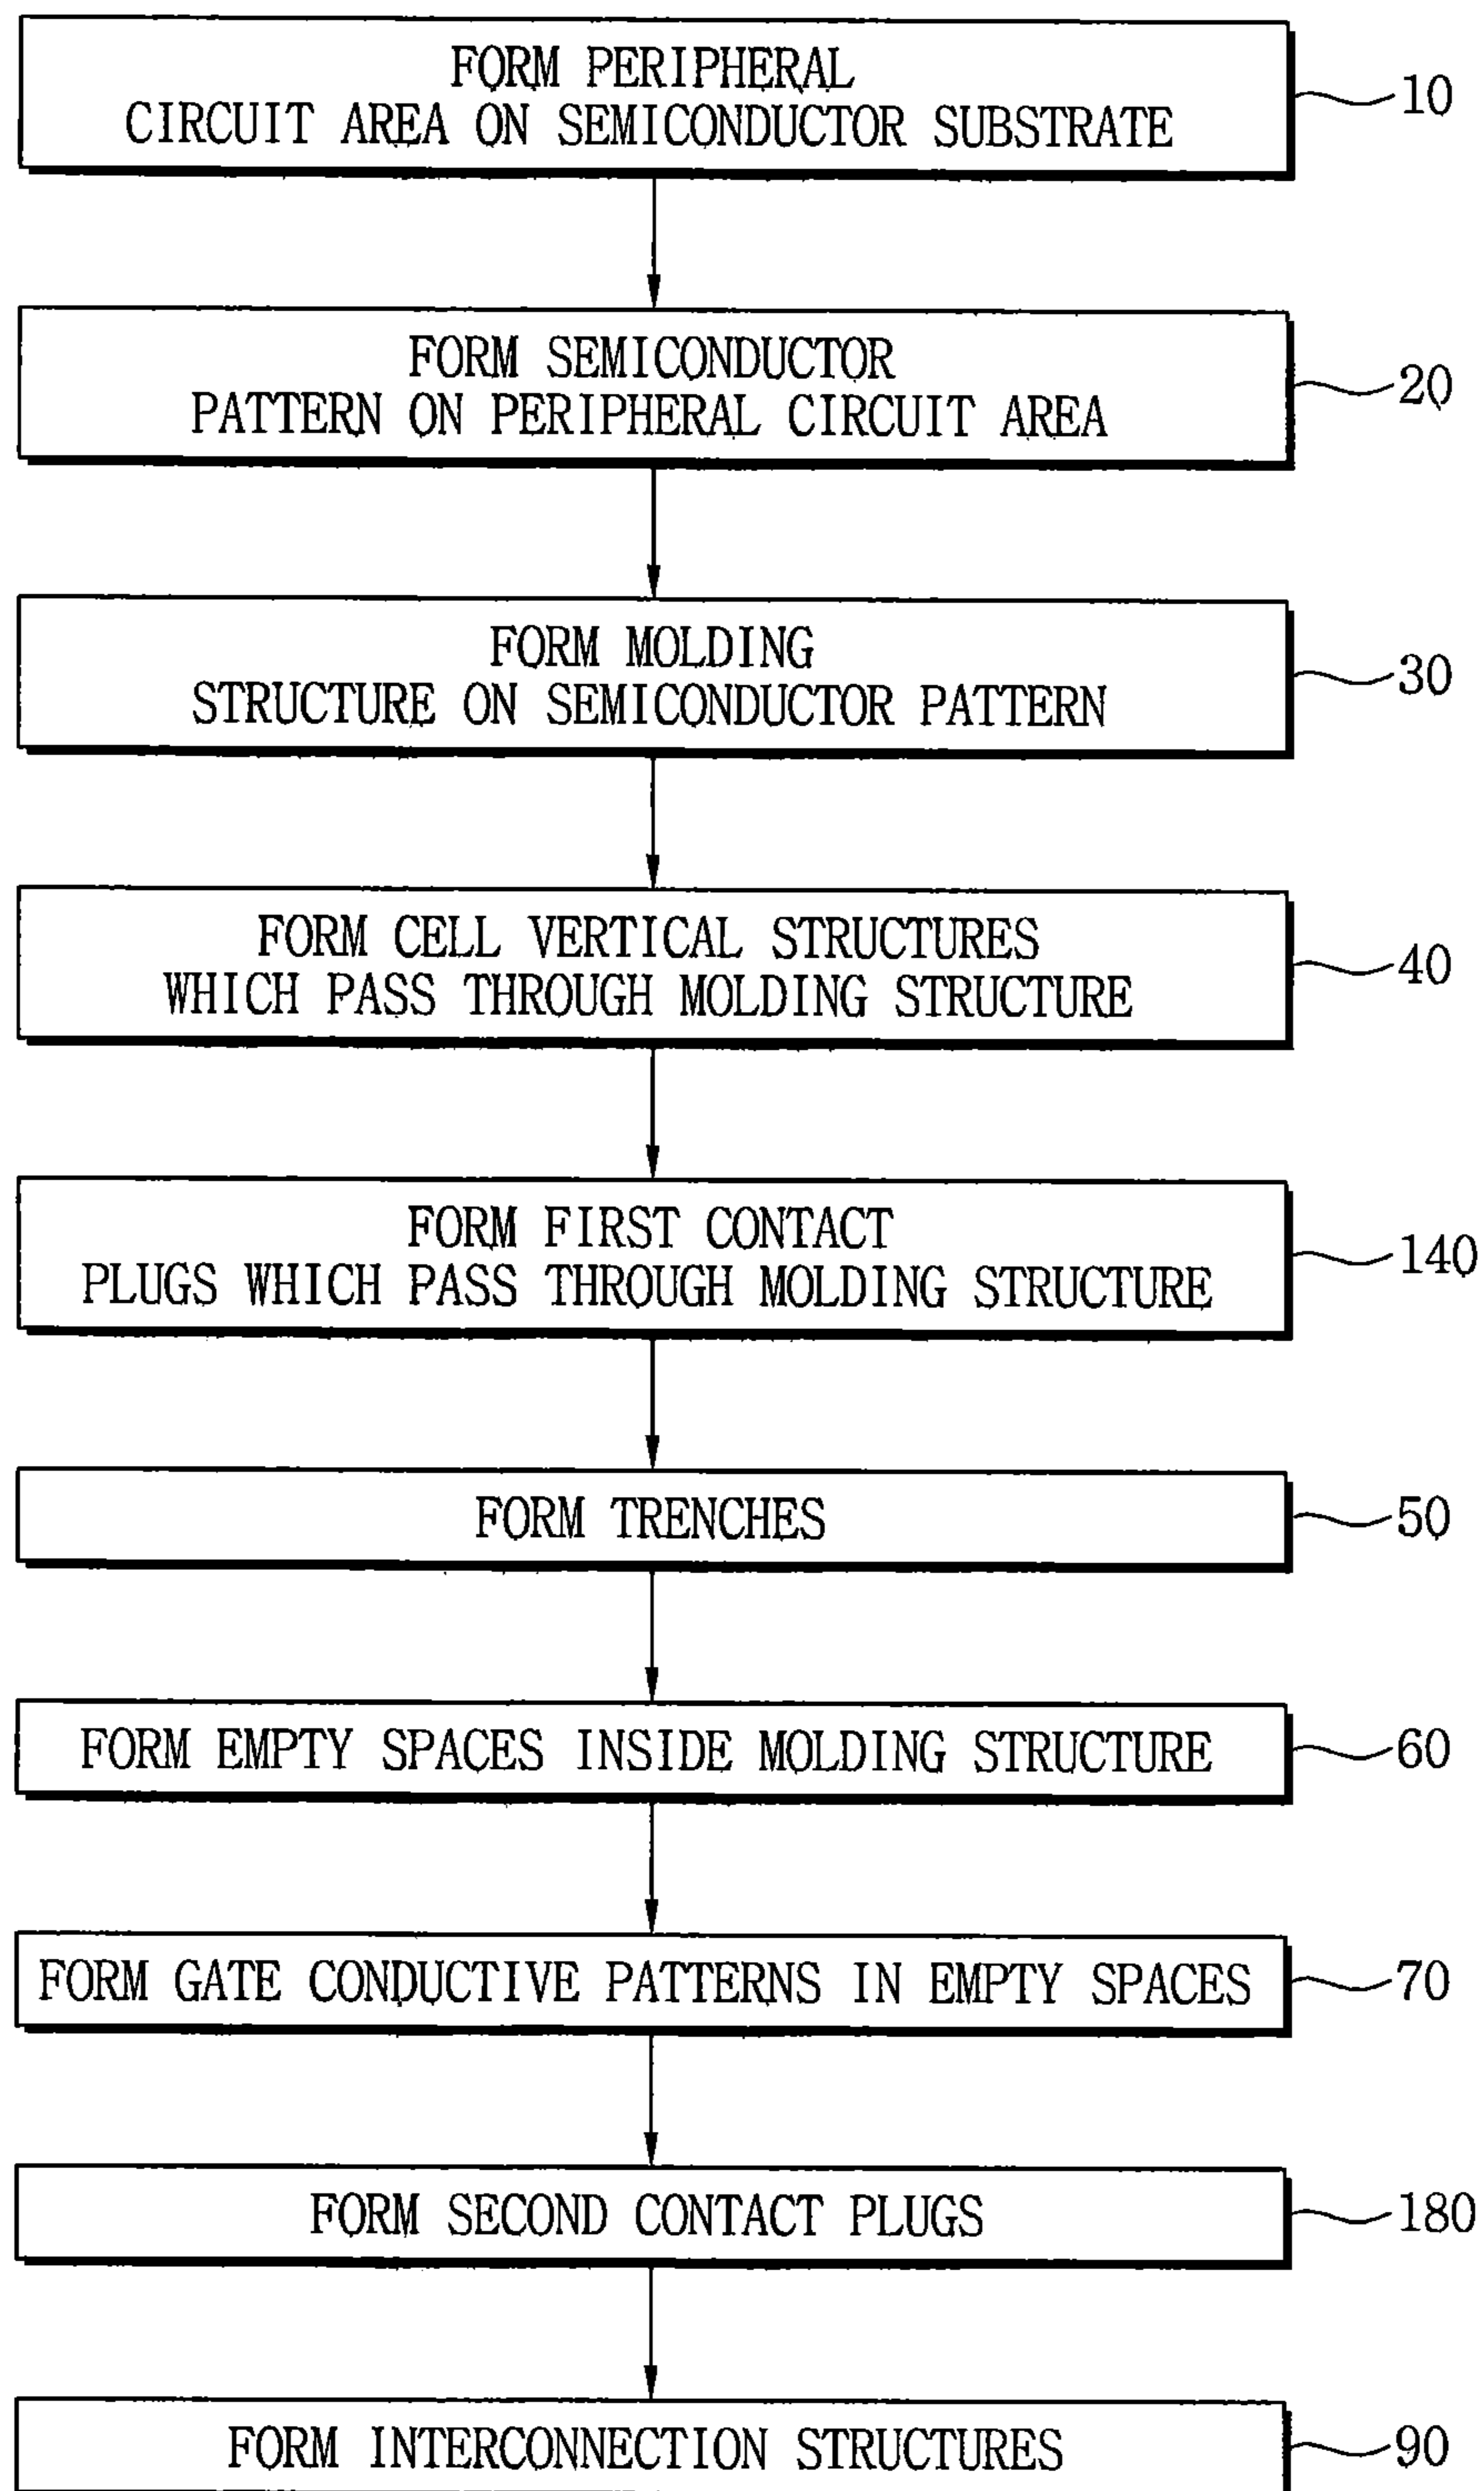 FORM PERIPHERAL
CIRCUIT AREA ON SEMICONDUCTOR SUBSTRATE
10
FORM SEMICONDUCTOR
PATTERN ON PERIPHERAL CIRCUIT AREA
20
FORM MOLDING
STRUCTURE ON SEMICONDUCTOR PATTERN
30
FORM CELL VERTICAL STRUCTURES
WHICH PASS THROUGH MOLDING STRUCTURE
40
FORM FIRST CONTACT
PLUGS WHICH PASS THROUGH MOLDING STRUCTURE
140
FORM TRENCHES
50
FORM EMPTY SPACES INSIDE MOLDING STRUCTURE
60
FORM GATE CONDUCTIVE PATTERNS IN EMPTY SPACES
70
FORM SECOND CONTACT PLUGS
180
FORM INTERCONNECTION STRUCTURES
90